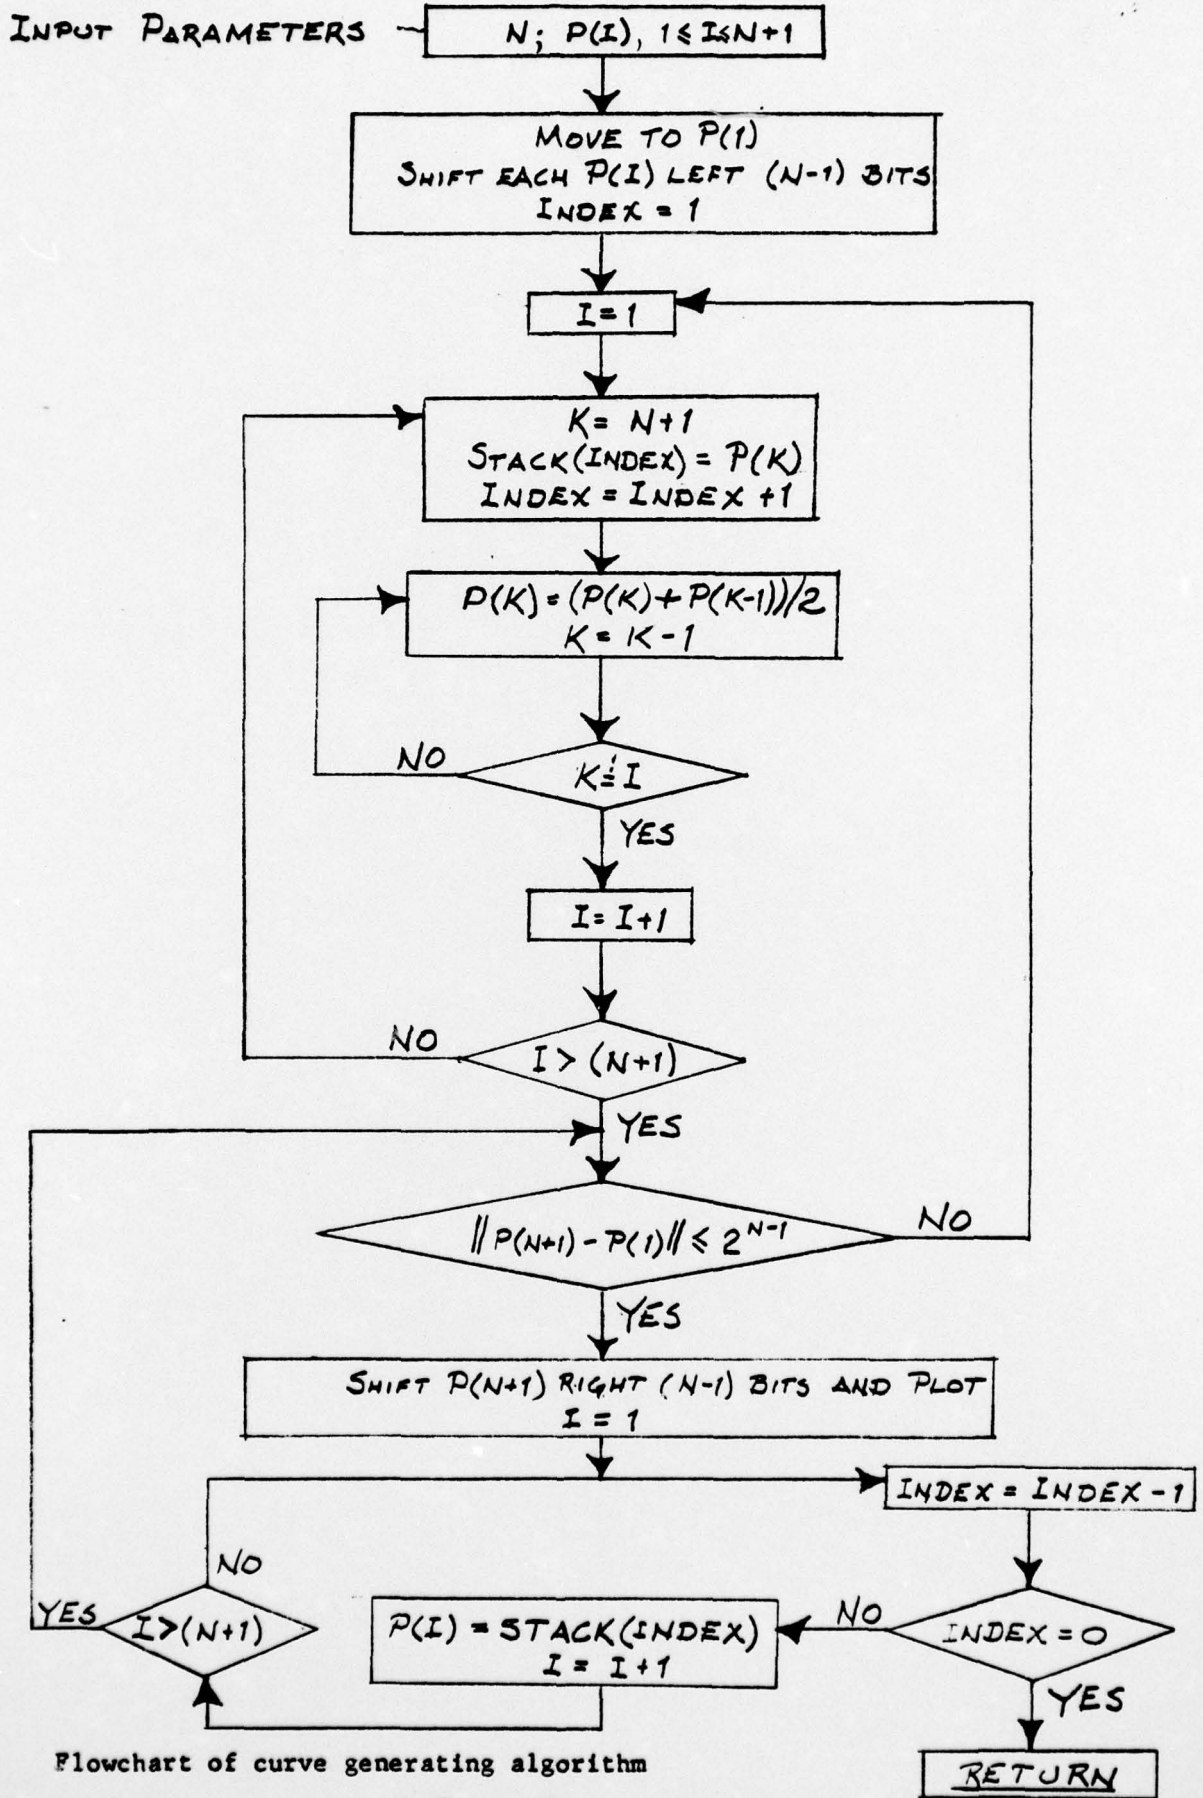 INPUT PARAMETERS
N; P(I), 1 ≤ I ≤ N+1
MOVE TO P(1)
SHIFT EACH P(I) LEFT (N-1) BITS
INDEX = 1
I = 1
K = N+1
STACK(INDEX) = P(K)
INDEX = INDEX +1
P(K) = (P(K) + P(K-1))/2
K = K-1
NO
K ≟ I
YES
I = I+1
NO
I > (N+1)
YES
|| P(N+1) - P(1) || ≤ 2^N-1
NO
YES
SHIFT P(N+1) RIGHT (N-1) BITS AND PLOT
I = 1
INDEX = INDEX -1
NO
YES
I>(N+1)
P(I) = STACK(INDEX)
I = I+1
NO
INDEX = 0
YES
RETURN
Flowchart of curve generating algorithm